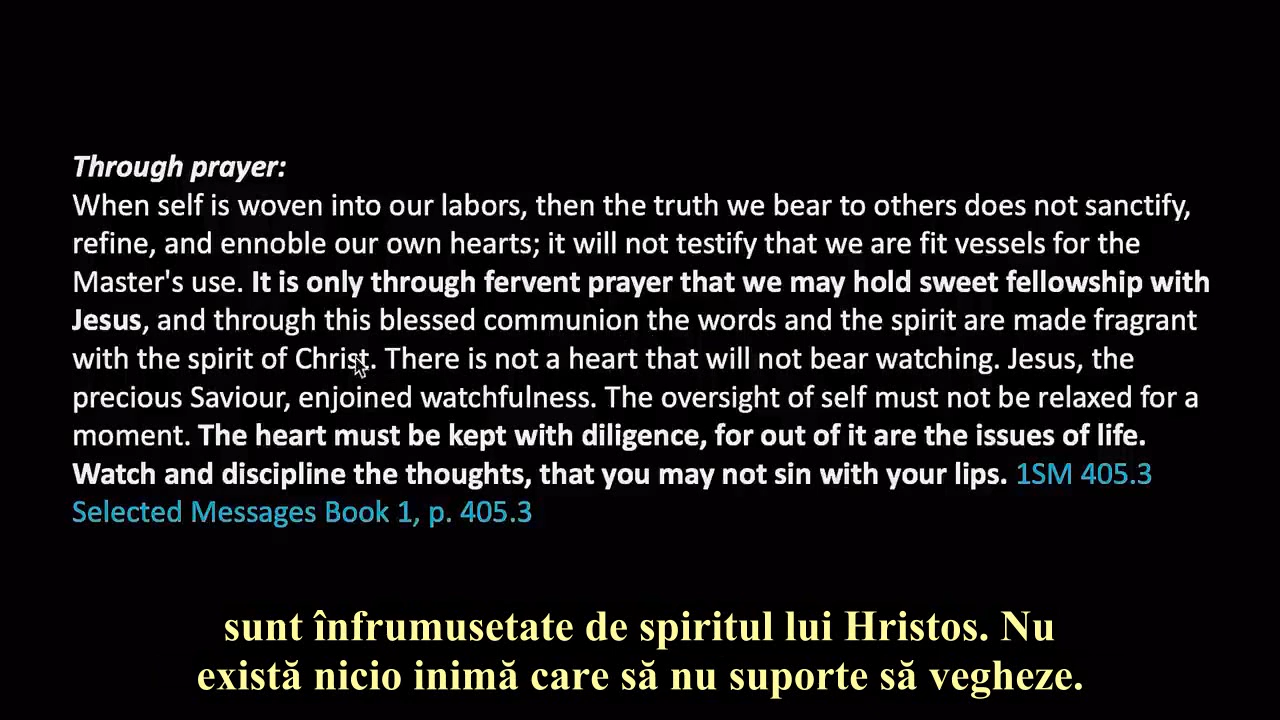 Through prayer:
When self is woven into our labors, then the truth we bear to others does not sanctify,
refine, and ennoble our own hearts; it will not testify that we are fit vessels for the
Master's use. It is only through fervent prayer that we may hold sweet fellowship with
Jesus, and through this blessed communion the words and the spirit are made fragrant
with the spirit of Christ. There is not a heart that will not bear watching. Jesus, the
precious Saviour, enjoined watchfulness. The oversight of self must not be relaxed for a
moment. The heart must be kept with diligence, for out of it are the issues of life.
Watch and discipline the thoughts, that you may not sin with your lips. 1SM 405.3
Selected Messages Book 1, p. 405.3
sunt înfrumusetate de spiritul lui Hristos. Nu
există nicio inimă care să nu suporte să vegheze.